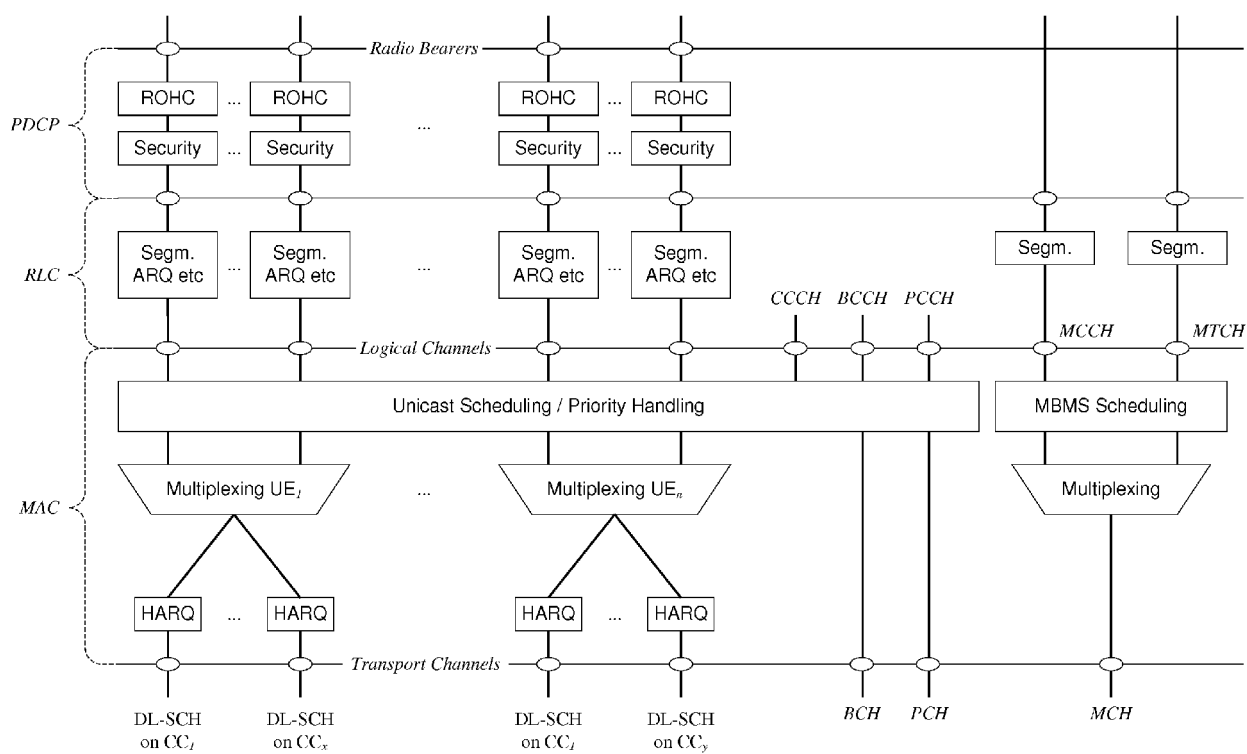 Radio Bearers
ROHC ... ROHC ROHC ... ROHC
PDCP ...
Security ... Security Security ... Security
Segm. ARQ etc ... Segm. ARQ etc ... Segm. ARQ etc ... Segm. ARQ etc Segm. Segm.
RLC
CCCH BCCH PCCH
MCCH MTCH
Logical Channels
Unicast Scheduling / Priority Handling MBMS Scheduling
Multiplexing UE1 ... Multiplexing UEn Multiplexing
MAC
HARQ ... HARQ HARQ ... HARQ
Transport Channels
DL-SCH DL-SCH DL-SCH DL-SCH BCH PCH MCH
on CC1 on CCx on CC1 on CCy